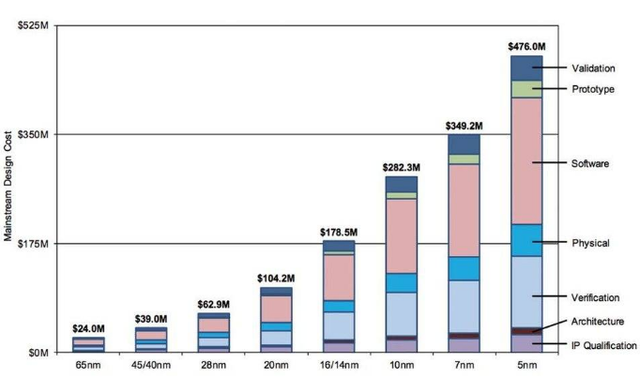 $525M
$476.0M
Validation
Prototype
$350M
$349.2M
$282.3M
Software
$178.5M
$175M
Physical
$104.2M
$62.9M
$39.0M
$24.0M
Verification
Architecture
IP Qualification
$0M
65nm 45/40nm 28nm 20nm 16/14nm 10nm 7nm 5nm
Mainstream Design Cost